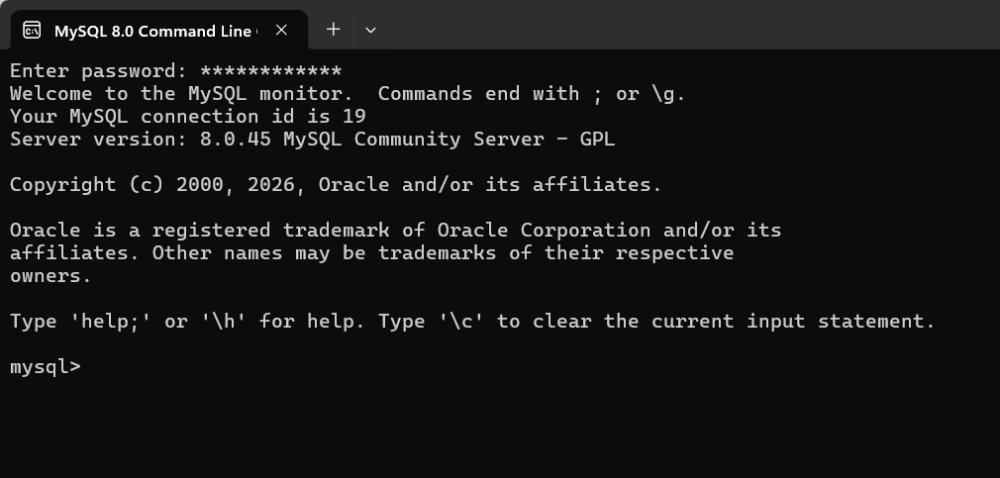 MySQL 8.0 Command Line
Enter password: ************
Welcome to the MySQL monitor.  Commands end with ; or \g.
Your MySQL connection id is 19
Server version: 8.0.45 MySQL Community Server - GPL
Copyright (c) 2000, 2026, Oracle and/or its affiliates.
Oracle is a registered trademark of Oracle Corporation and/or its
affiliates. Other names may be trademarks of their respective
owners.
Type 'help;' or '\h' for help. Type '\c' to clear the current input statement.
mysql>